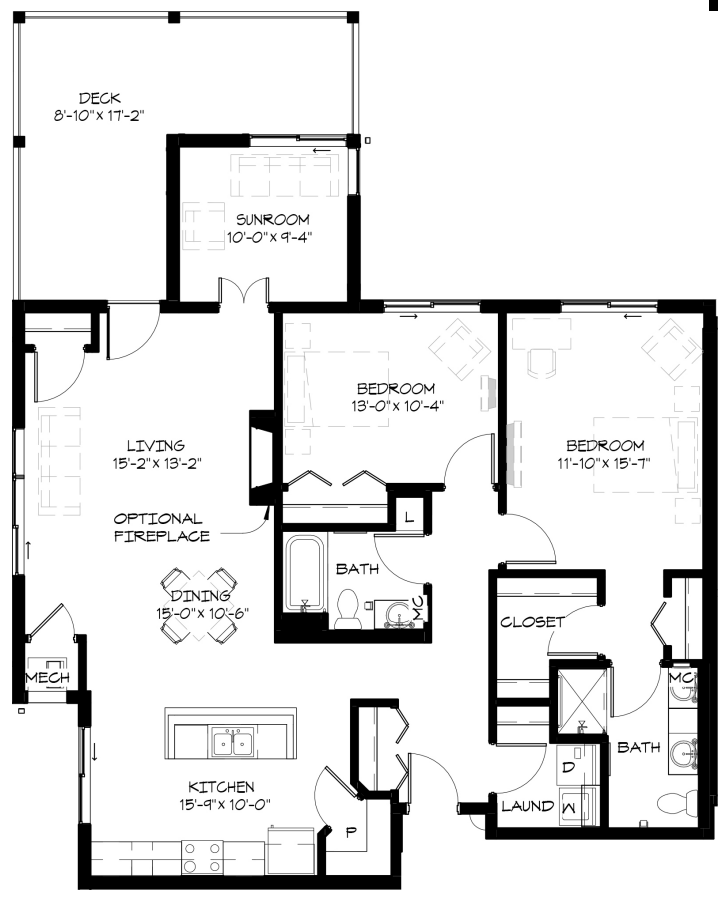 DECK
8'-10" x 17'-2"
SUNROOM
10'-0" x 9'-4"
BEDROOM
13'-0" x 10'-4"
LIVING
15'-2" x 13'-2"
BEDROOM
11'-10" x 15'-7"
OPTIONAL
FIREPLACE
L
BATH
MC
DINING
15'-0" x 10'-6"
CLOSET
MECH
MC
BATH
KITCHEN
15'-9" x 10'-0"
D
LAUND
W
P